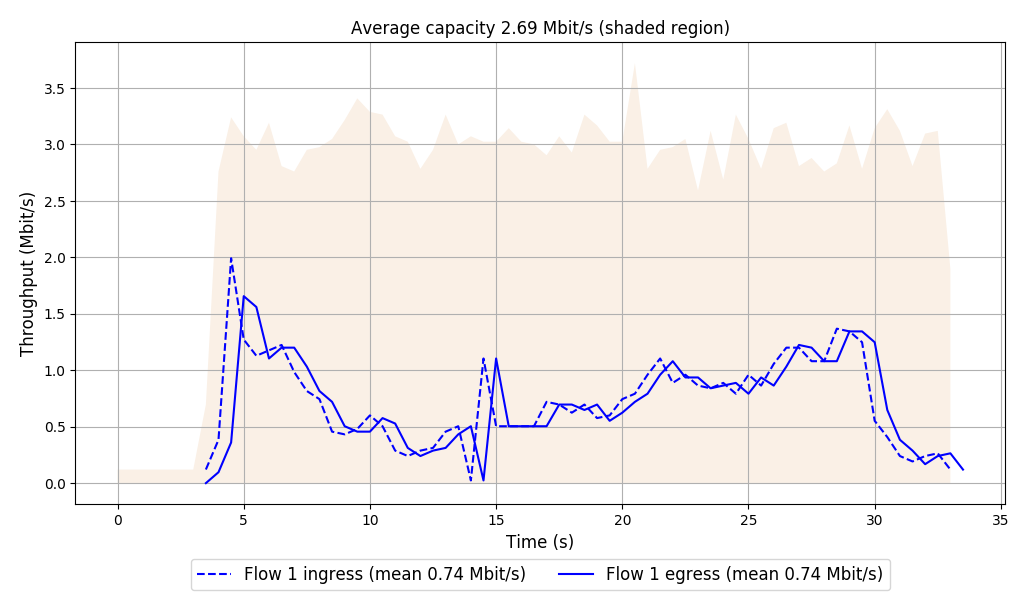 Average capacity 2.69 Mbit/s (shaded region)
Throughput (Mbit/s)
3.5
3.0
2.5
2.0
1.5
1.0
0.5
0.0
0 5 10 15 20 25 30 35
Time (s)
Flow 1 ingress (mean 0.74 Mbit/s) Flow 1 egress (mean 0.74 Mbit/s)